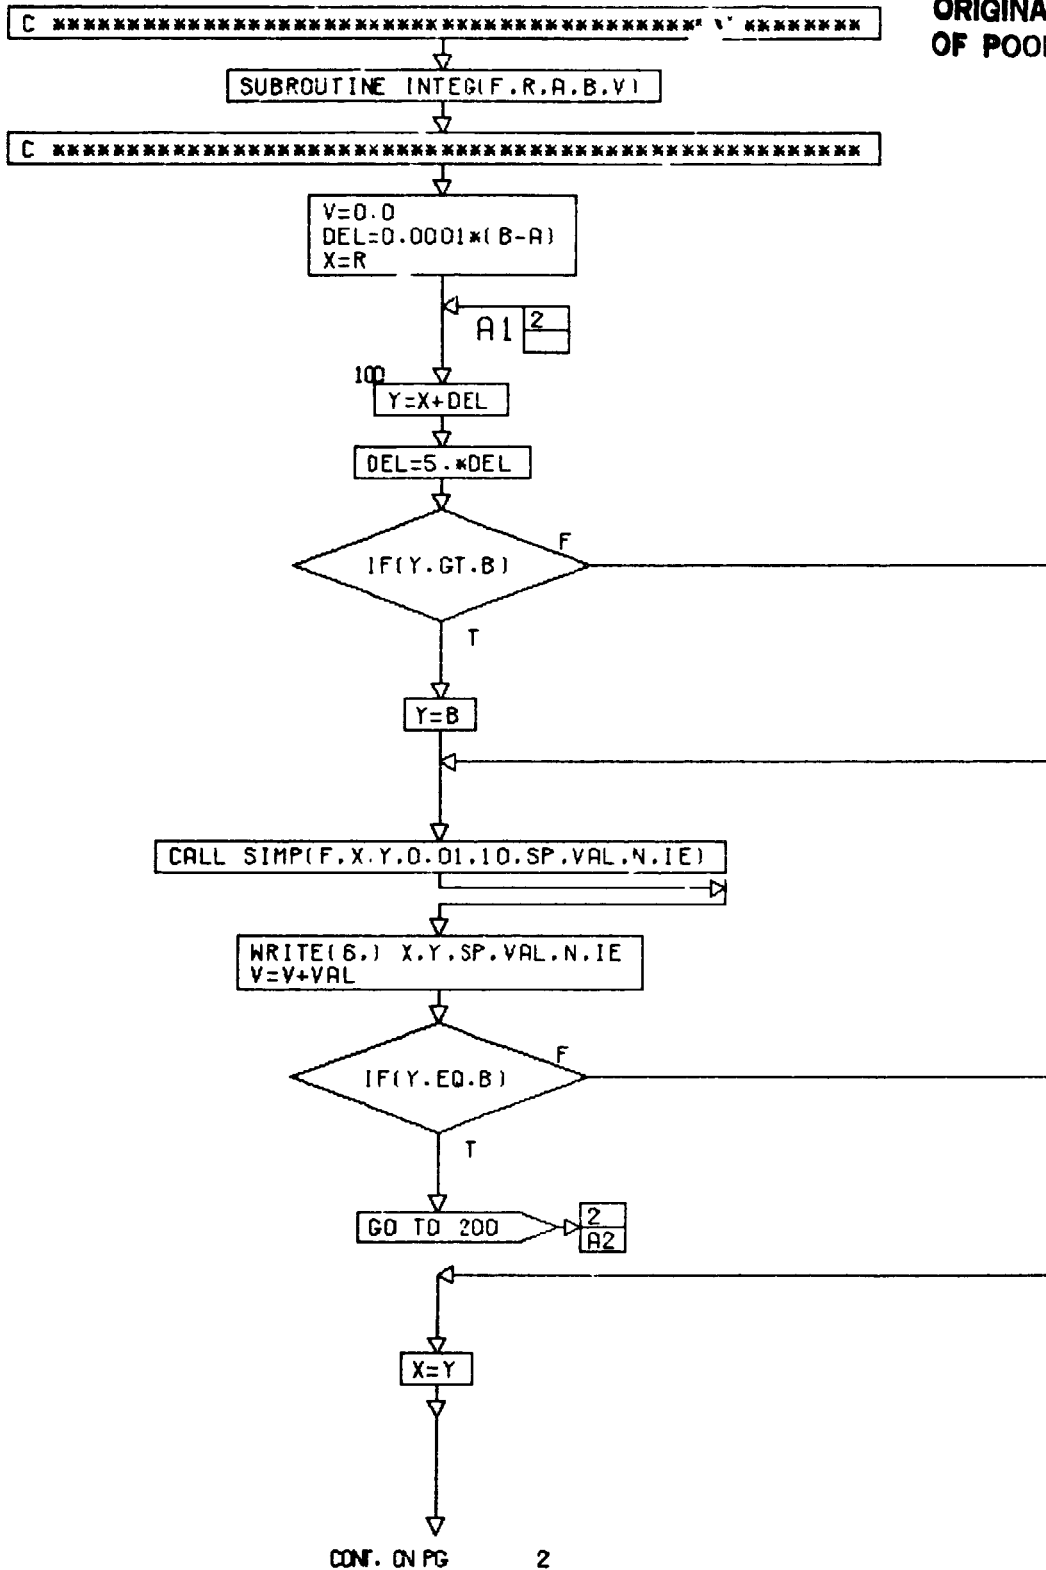 ORIGINA
OF POO
C ****************************************** ********
SUBROUTINE INTEG(F.R.A.B.V)
C *****************************************************
V=0.0
DEL=0.0001*(B-A)
X=R
A1 2
100
Y=X+DEL
DEL=5.*DEL
F
IF(Y.GT.B)
T
Y=B
CALL SIMP(F.X.Y.0.01.10.SP.VAL.N.IE)
WRITE(6.) X.Y.SP.VAL.N.IE
V=V+VAL
F
IF(Y.EQ.B)
T
GO TO 200
2
A2
X=Y
CONT. ON PG 2